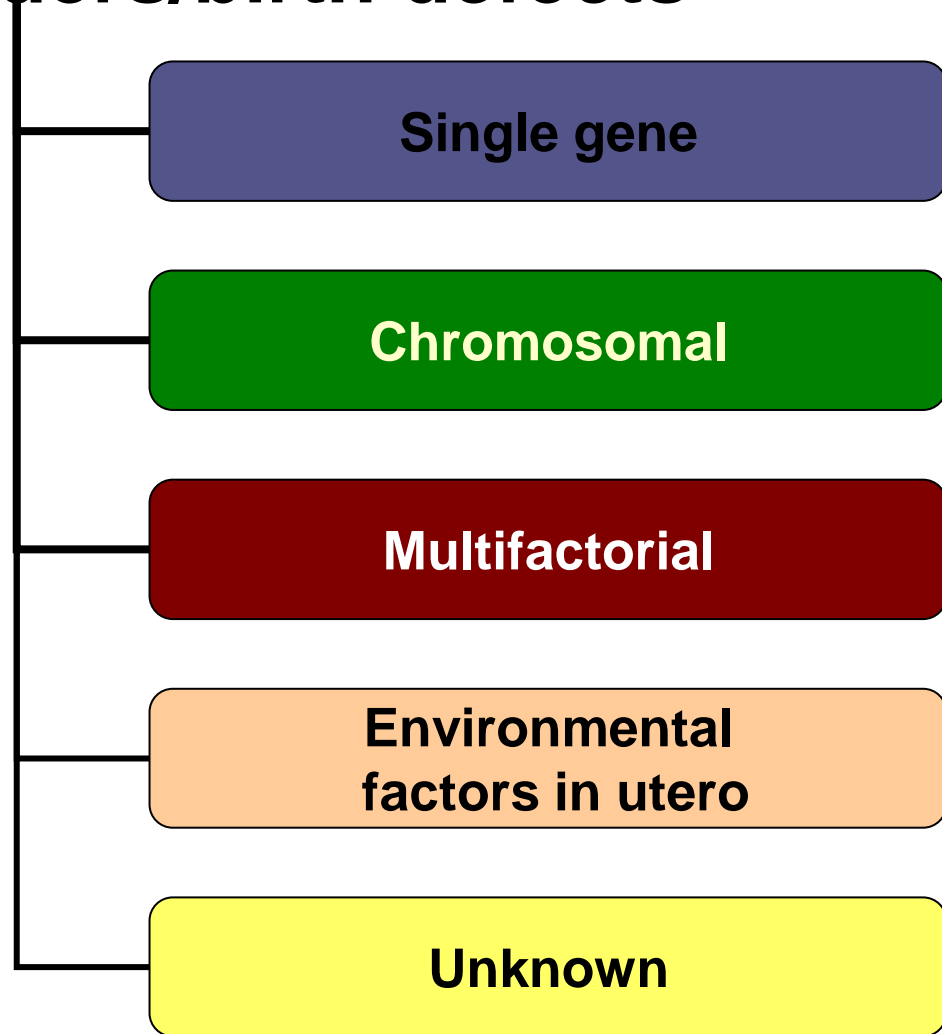 Single gene
Chromosomal
Multifactorial
Environmental
factors in utero
Unknown